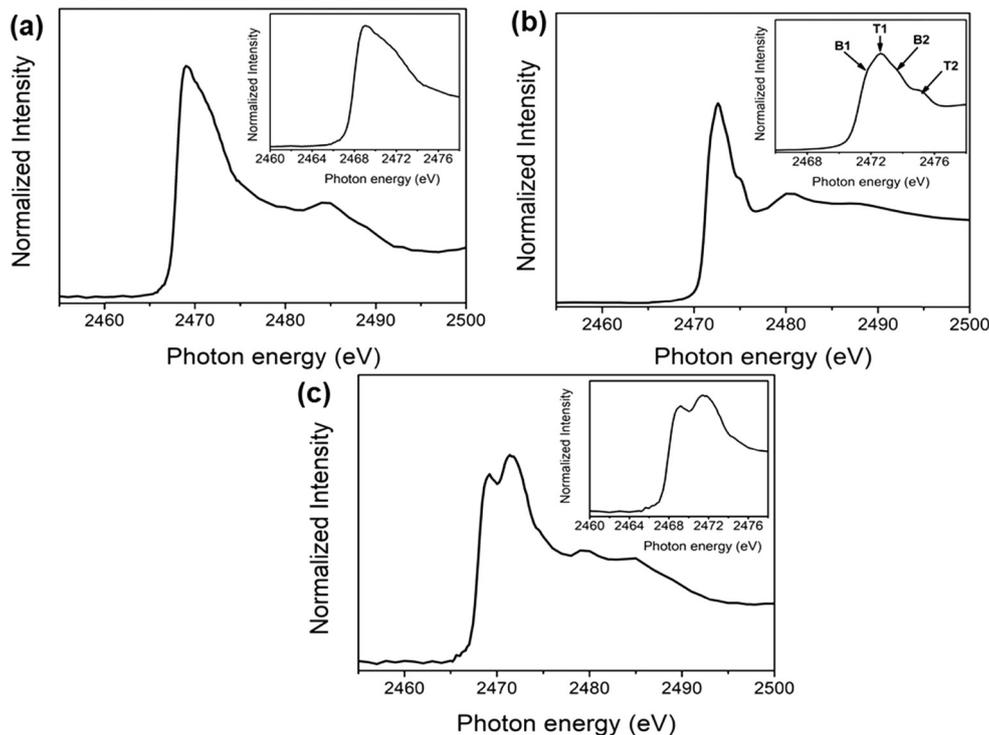 (a)
Normalized Intensity
Normalized Intensity
2460 2464 2468 2472 2476
Photon energy (eV)
2460 2470 2480 2490 2500
Photon energy (eV)
(b)
Normalized Intensity
Normalized Intensity
B1
T1
B2
T2
2468 2472 2476
Photon energy (eV)
2460 2470 2480 2490 2500
Photon energy (eV)
(c)
Normalized Intensity
Normalized Intensity
2460 2464 2468 2472 2476
Photon energy (eV)
2460 2470 2480 2490 2500
Photon energy (eV)